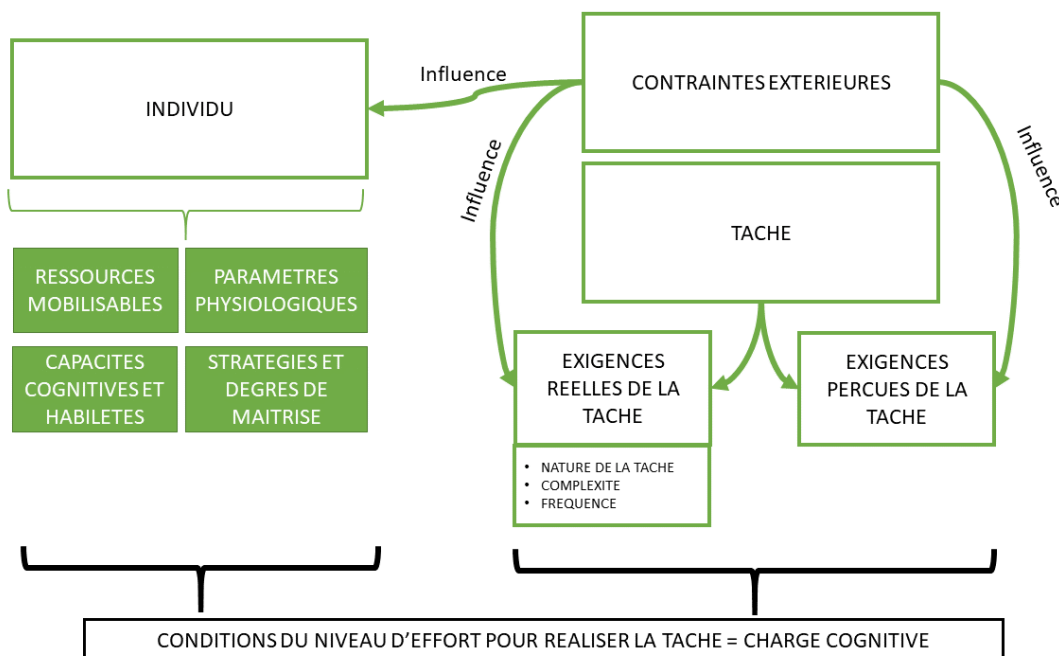 INDIVIDU
Influence
CONTRAINTES EXTERIEURES
Influence
Influence
TACHE
RESSOURCES
MOBILISABLES
PARAMETRES
PHYSIOLOGIQUES
CAPACITES
COGNITIVES ET
HABILETES
STRATEGIES ET
DEGRES DE
MAITRISE
EXIGENCES
REELLES DE LA
TACHE
EXIGENCES
PERCUES DE LA
TACHE
• NATURE DE LA TACHE
• COMPLEXITE
• FREQUENCE
CONDITIONS DU NIVEAU D'EFFORT POUR REALISER LA TACHE = CHARGE COGNITIVE